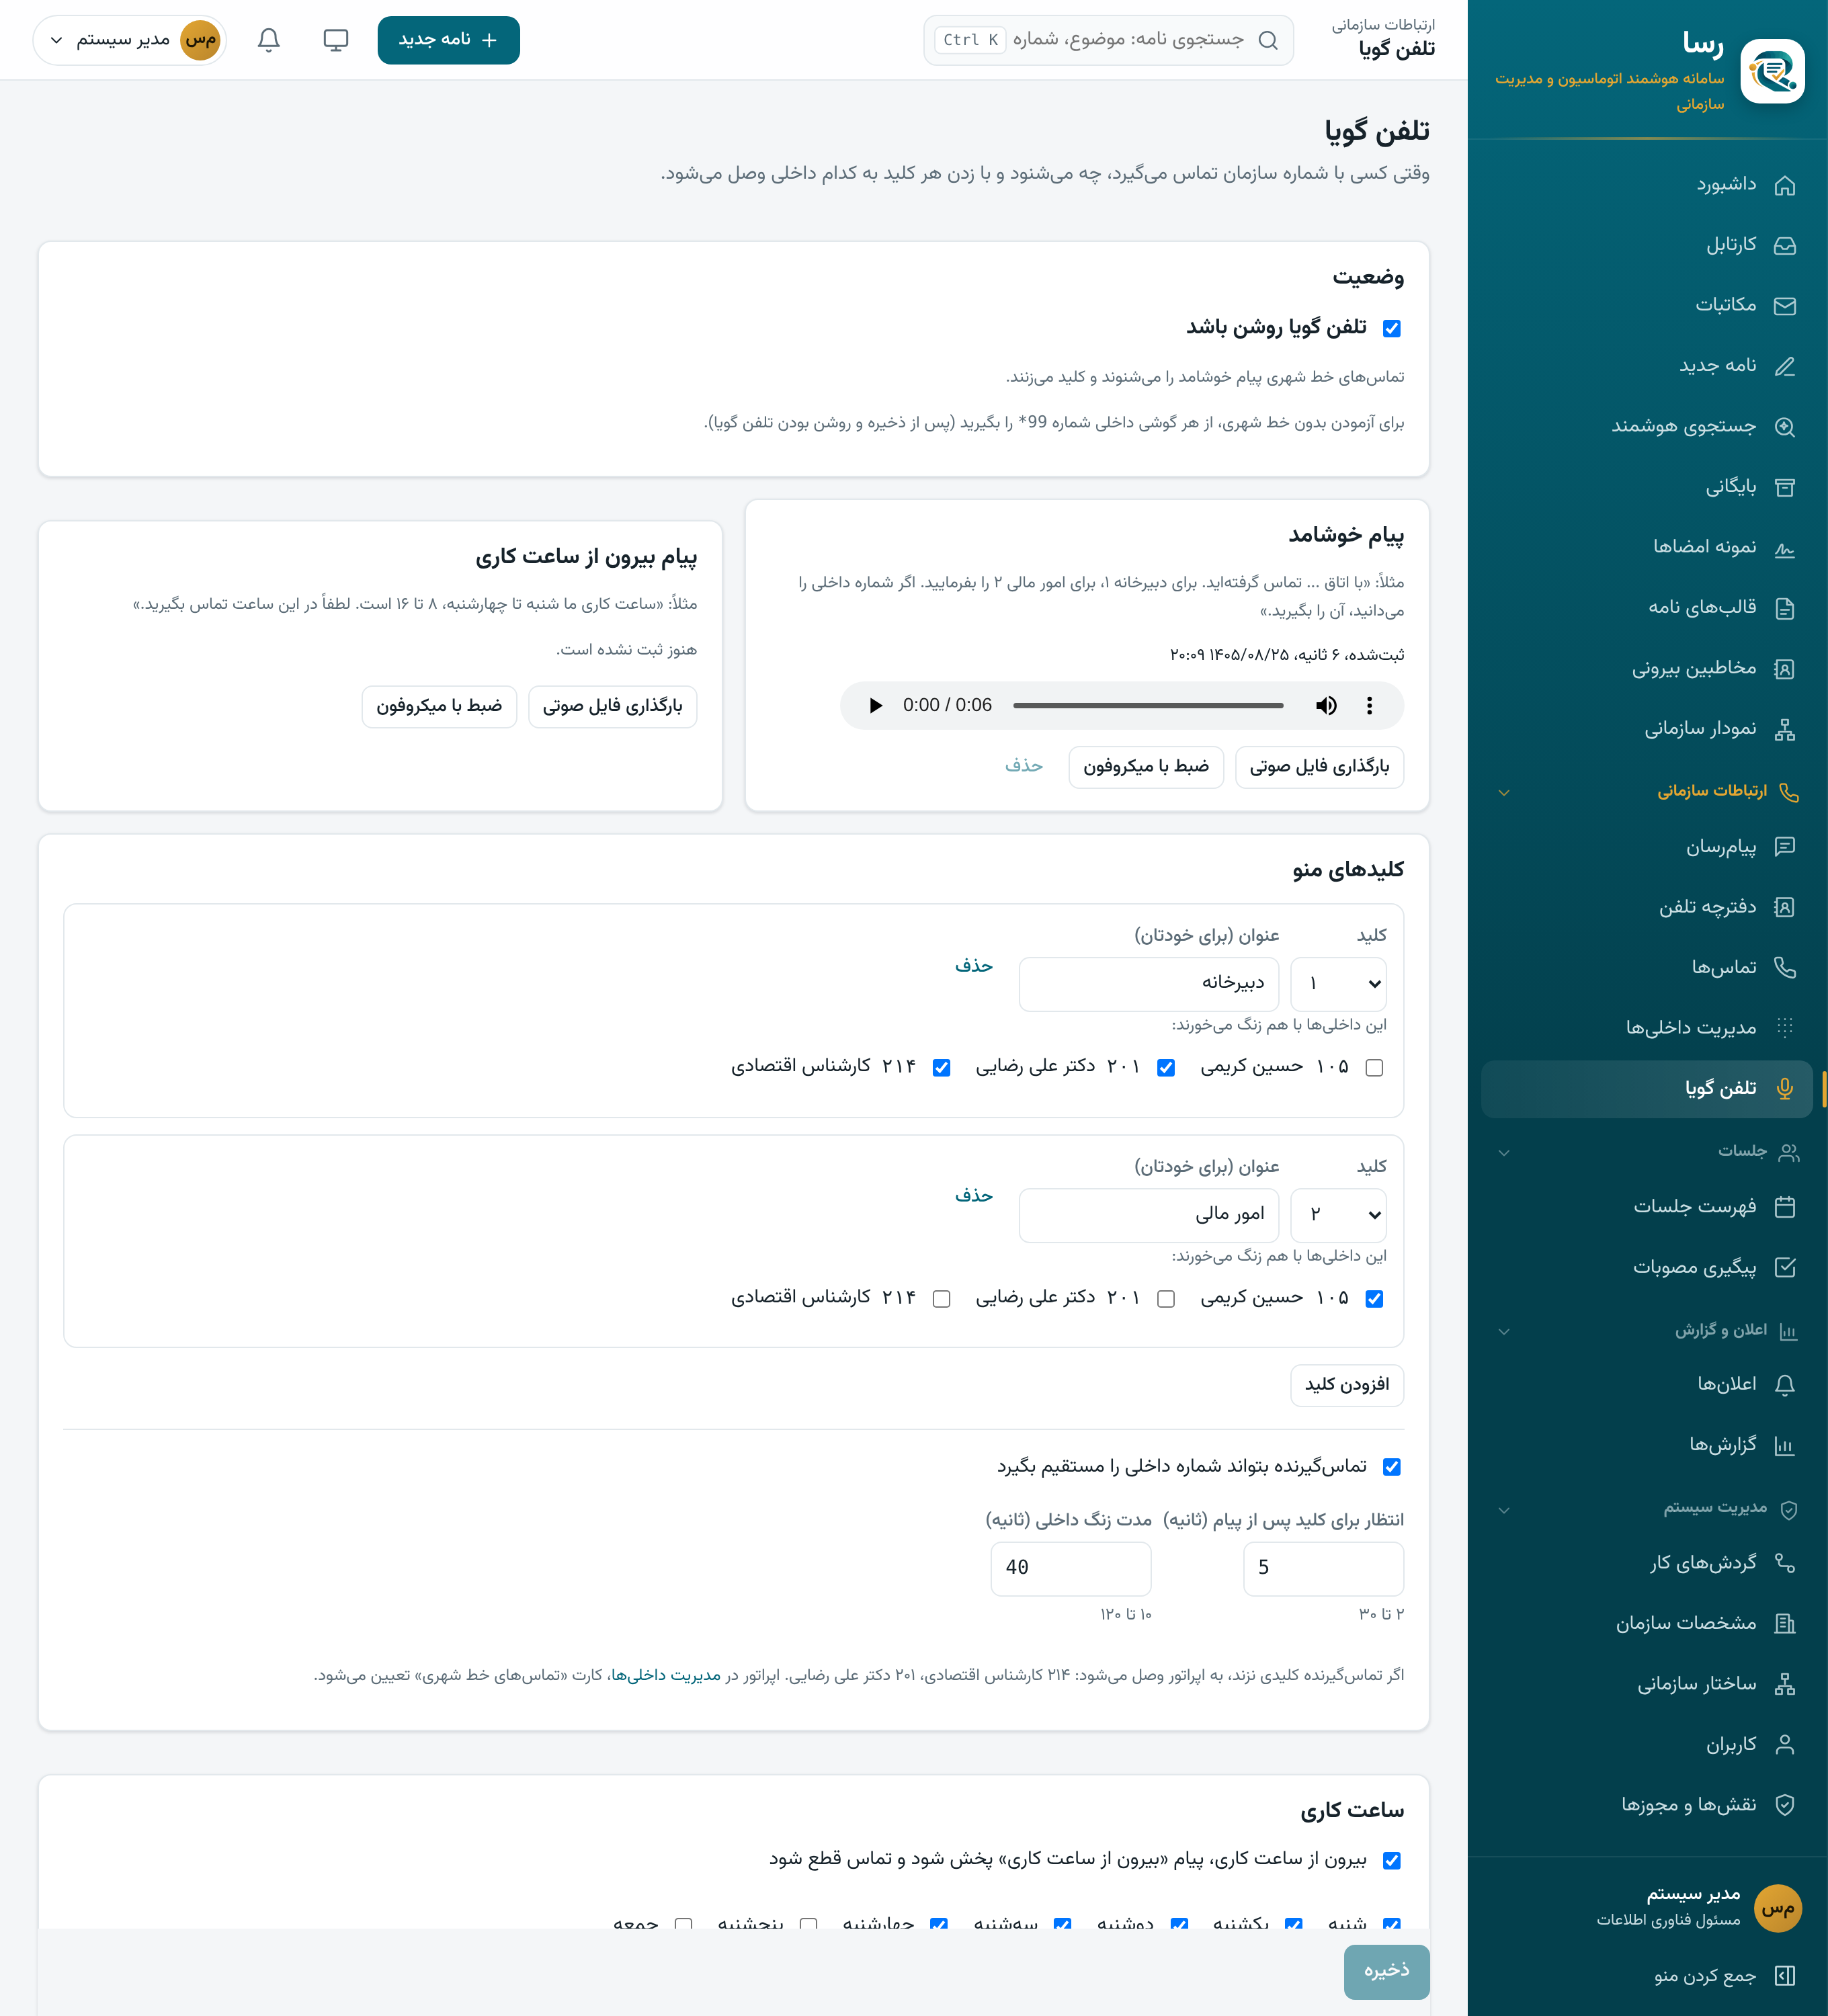 رسا
سامانه هوشمند اتوماسیون و مدیریت
سازمانی
داشبورد
کارتابل
مکاتبات
نامه جدید
جستجوی هوشمند
بایگانی
نمونه امضاها
قالب‌های نامه
مخاطبین بیرونی
نمودار سازمانی
ارتباطات سازمانی
پیام‌رسان
دفترچه تلفن
تماس‌ها
مدیریت داخلی‌ها
تلفن گویا
جلسات
فهرست جلسات
پیگیری مصوبات
اعلان و گزارش
اعلان‌ها
گزارش‌ها
مدیریت سیستم
گردش‌های کار
مشخصات سازمان
ساختار سازمانی
کاربران
نقش‌ها و مجوزها
م‌س
مدیر سیستم
مسئول فناوری اطلاعات
جمع کردن منو
ارتباطات سازمانی
تلفن گویا
جستجوی نامه: موضوع، شماره Ctrl K
نامه جدید
م‌س مدیر سیستم
تلفن گویا
وقتی کسی با شماره سازمان تماس می‌گیرد، چه می‌شنود و با زدن هر کلید به کدام داخلی وصل می‌شود.
وضعیت
تلفن گویا روشن باشد
تماس‌های خط شهری پیام خوشامد را می‌شنوند و کلید می‌زنند.
برای آزمودن بدون خط شهری، از هر گوشی داخلی شماره 99* را بگیرید (پس از ذخیره و روشن بودن تلفن گویا).
پیام خوشامد
مثلاً: «با اتاق … تماس گرفته‌اید. برای دبیرخانه ۱، برای امور مالی ۲ را بفرمایید. اگر شماره داخلی را
می‌دانید، آن را بگیرید.»
ثبت‌شده، ۶ ثانیه، ۱۴۰۵/۰۸/۲۵ ۲۰:۰۹
0:00 / 0:06
بارگذاری فایل صوتی ضبط با میکروفون حذف
پیام بیرون از ساعت کاری
مثلاً: «ساعت کاری ما شنبه تا چهارشنبه، ۸ تا ۱۶ است. لطفاً در این ساعت تماس بگیرید.»
هنوز ثبت نشده است.
بارگذاری فایل صوتی ضبط با میکروفون
کلیدهای منو
کلید عنوان (برای خودتان)
۱ دبیرخانه حذف
این داخلی‌ها با هم زنگ می‌خورند:
۱۰۵ حسین کریمی ۲۰۱ دکتر علی رضایی ۲۱۴ کارشناس اقتصادی
کلید عنوان (برای خودتان)
۲ امور مالی حذف
این داخلی‌ها با هم زنگ می‌خورند:
۱۰۵ حسین کریمی ۲۰۱ دکتر علی رضایی ۲۱۴ کارشناس اقتصادی
افزودن کلید
تماس‌گیرنده بتواند شماره داخلی را مستقیم بگیرد
انتظار برای کلید پس از پیام (ثانیه) مدت زنگ داخلی (ثانیه)
5 40
۲ تا ۳۰ ۱۰ تا ۱۲۰
اگر تماس‌گیرنده کلیدی نزند، به اپراتور وصل می‌شود: ۲۱۴ کارشناس اقتصادی، ۲۰۱ دکتر علی رضایی. اپراتور در مدیریت داخلی‌ها، کارت «تماس‌های خط شهری» تعیین می‌شود.
ساعت کاری
بیرون از ساعت کاری، پیام «بیرون از ساعت کاری» پخش شود و تماس قطع شود
شنبه یکشنبه دوشنبه سه‌شنبه چهارشنبه پنجشنبه جمعه
ذخیره